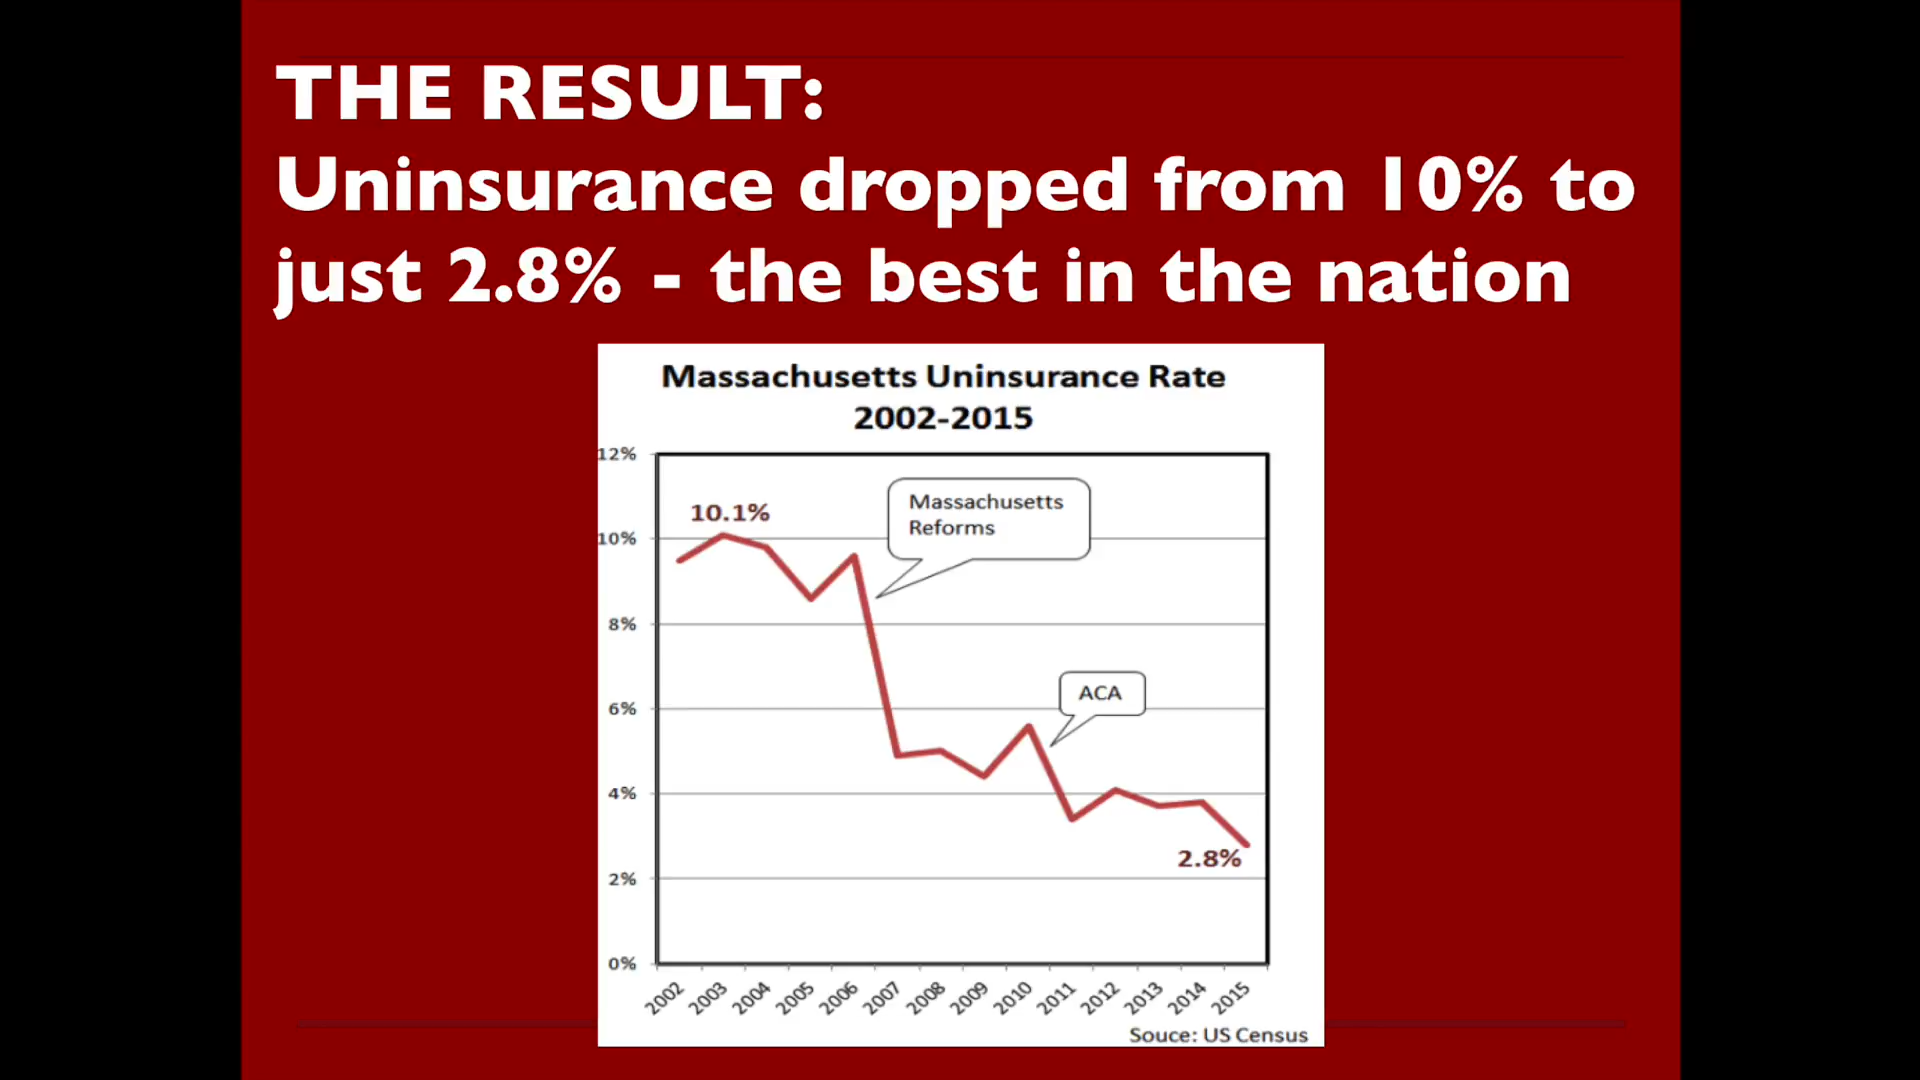 THE RESULT:
Uninsurance dropped from 10% to
just 2.8% - the best in the nation
Massachusetts Uninsurance Rate
2002-2015
12%
10.1%
Massachusetts
Reforms
10%
8%
ACA
6%
4%
2.8%
2%
0%
2002 2003 2004 2005 2006 2007 2008 2009 2010 2011 2012 2013 2014 2015
Souce: US Census